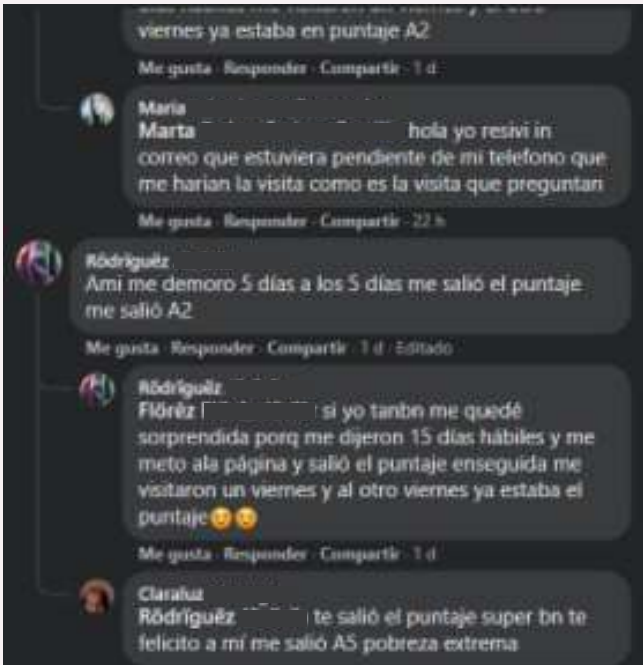 viernes ya estaba en puntaje A2
Me gusta · Responder · Compartir · 1 d
Maria
Marta hola yo resivi in
correo que estuviera pendiente de mi telefono que
me harian la visita como es la visita que preguntan
Me gusta · Responder · Compartir · 22 h
Rödrïguëz
Ami me demoro 5 días a los 5 días me salió el puntaje
me salió A2
Me gusta · Responder · Compartir · 1 d · Editado
Rödrïguëz
Flörëz si yo tanbn me quedé
sorprendida porq me dijeron 15 días hábiles y me
meto ala página y salió el puntaje enseguida me
visitaron un viernes y al otro viernes ya estaba el
puntaje😊😊
Me gusta · Responder · Compartir · 1 d
Claraluz
Rödrïguëz te salió el puntaje super bn te
felicito a mí me salió A5 pobreza extrema